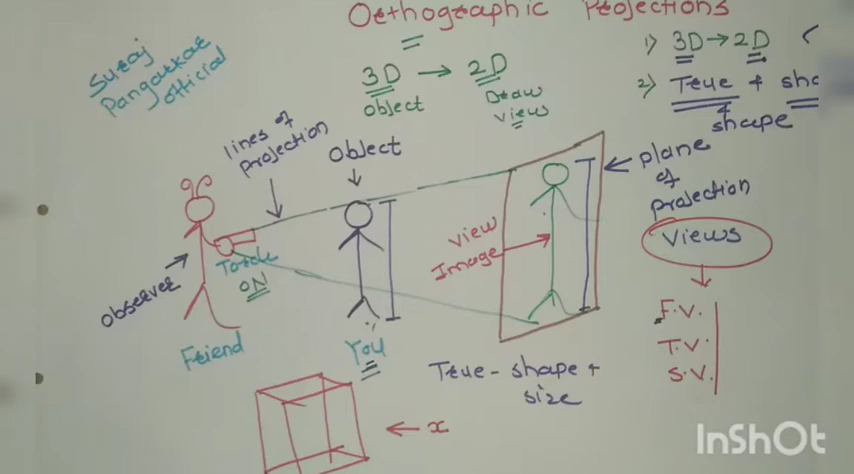 Orthographic Projections
3D → 2D
object
Draw
view
1) 3D → 2D
2) True + sha
&
shape
Suraj
Pangarkar
official
lines of
projection
object
plane
of
projection
View
Image
Views
F.V.
T.V.
S.V.
Torch
ON
observer
Friend
You
True - shape +
size
x
InShOt